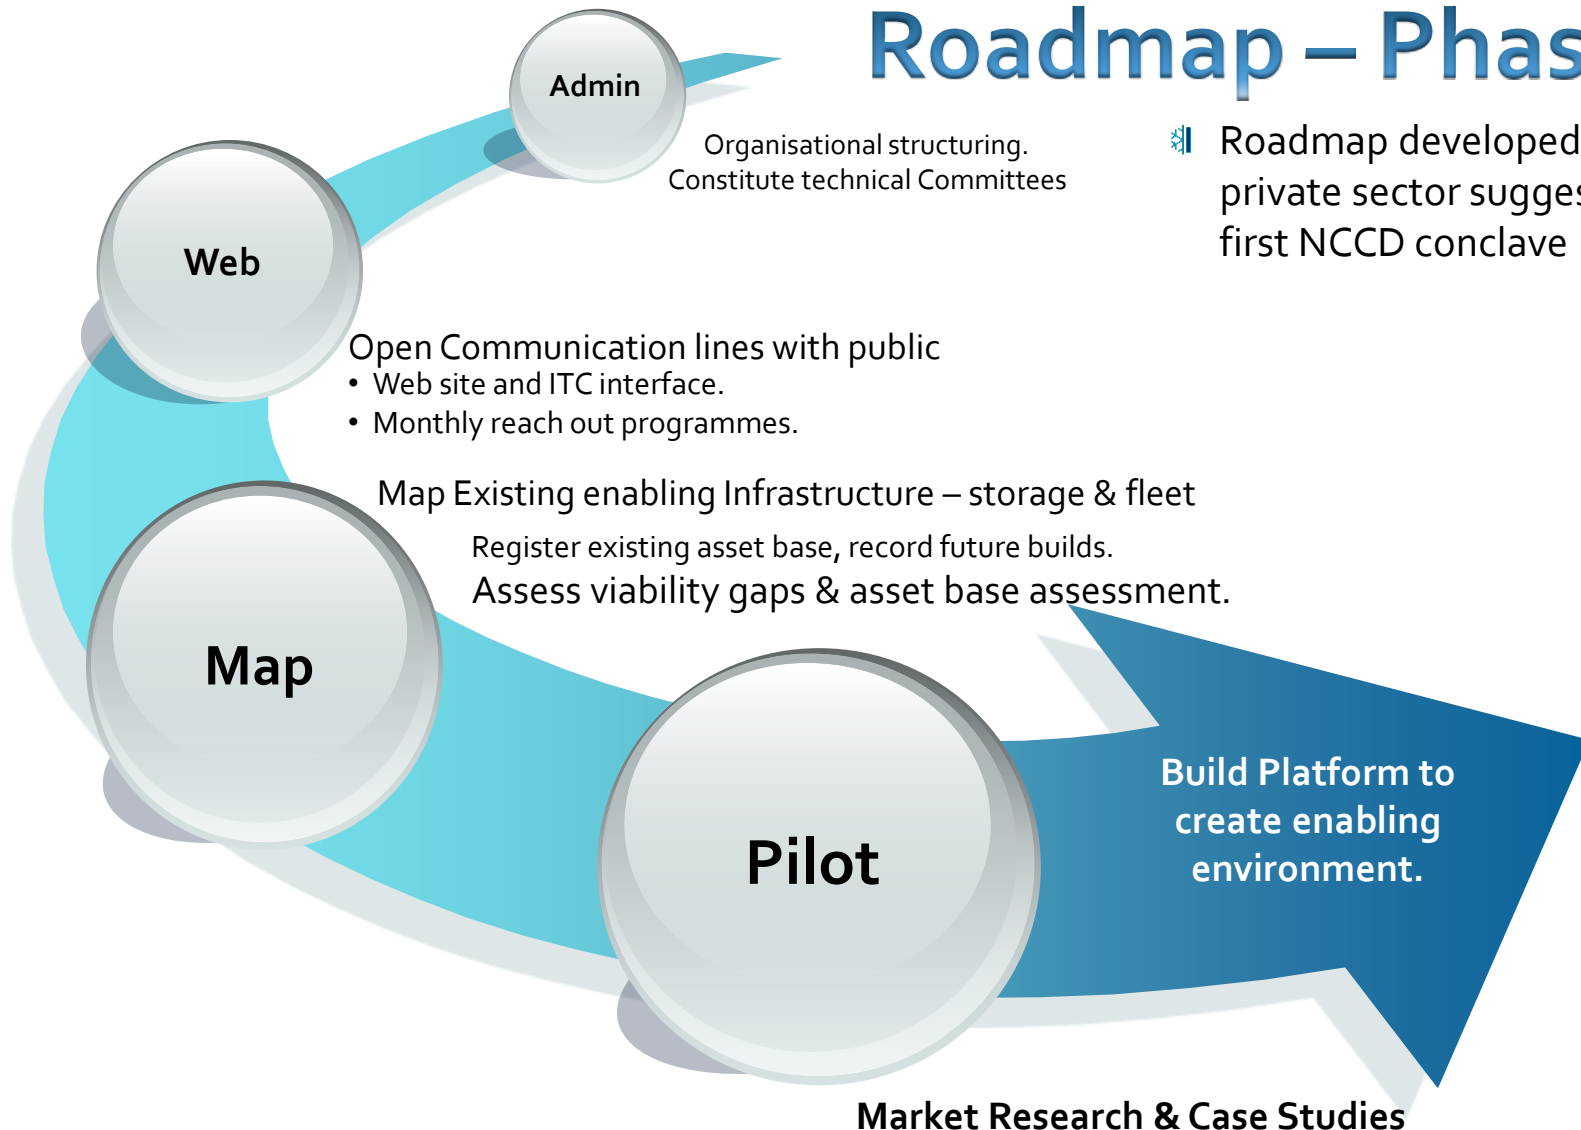 Roadmap – Phas
Admin
Organisational structuring.
Constitute technical Committees
Roadmap developed
private sector sugges
first NCCD conclave
Web
Open Communication lines with public
• Web site and ITC interface.
• Monthly reach out programmes.
Map Existing enabling Infrastructure – storage & fleet
Register existing asset base, record future builds.
Assess viability gaps & asset base assessment.
Map
Pilot
Build Platform to
create enabling
environment.
Market Research & Case Studies